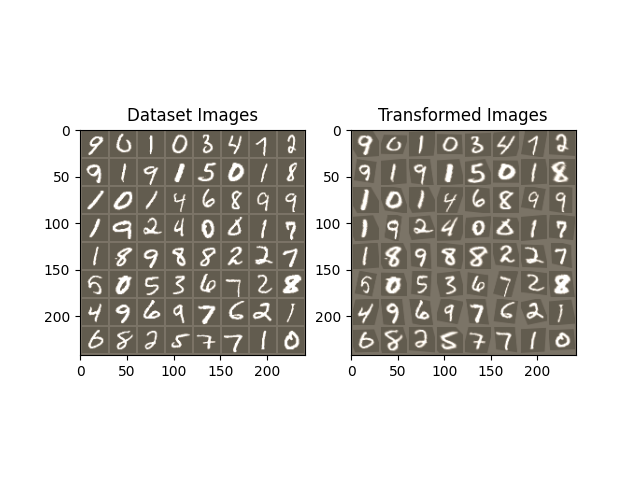 Dataset Images Transformed Images
0 9 0 1 0 3 4 7 2 0 9 0 1 0 3 4 7 2
50 9 1 9 1 5 0 1 8 50 9 1 9 1 5 0 1 8
1 0 1 4 6 8 9 9 1 0 1 4 6 8 9 9
100 1 9 2 4 0 0 1 7 100 1 9 2 4 0 0 1 7
150 1 8 9 8 8 2 2 7 150 1 8 9 8 8 2 2 7
5 0 5 3 6 7 2 8 5 0 5 3 6 7 2 8
200 4 9 6 9 7 6 2 1 200 4 9 6 9 7 6 2 1
6 8 2 5 7 7 1 0 6 8 2 5 7 7 1 0
0 50 100 150 200 0 50 100 150 200